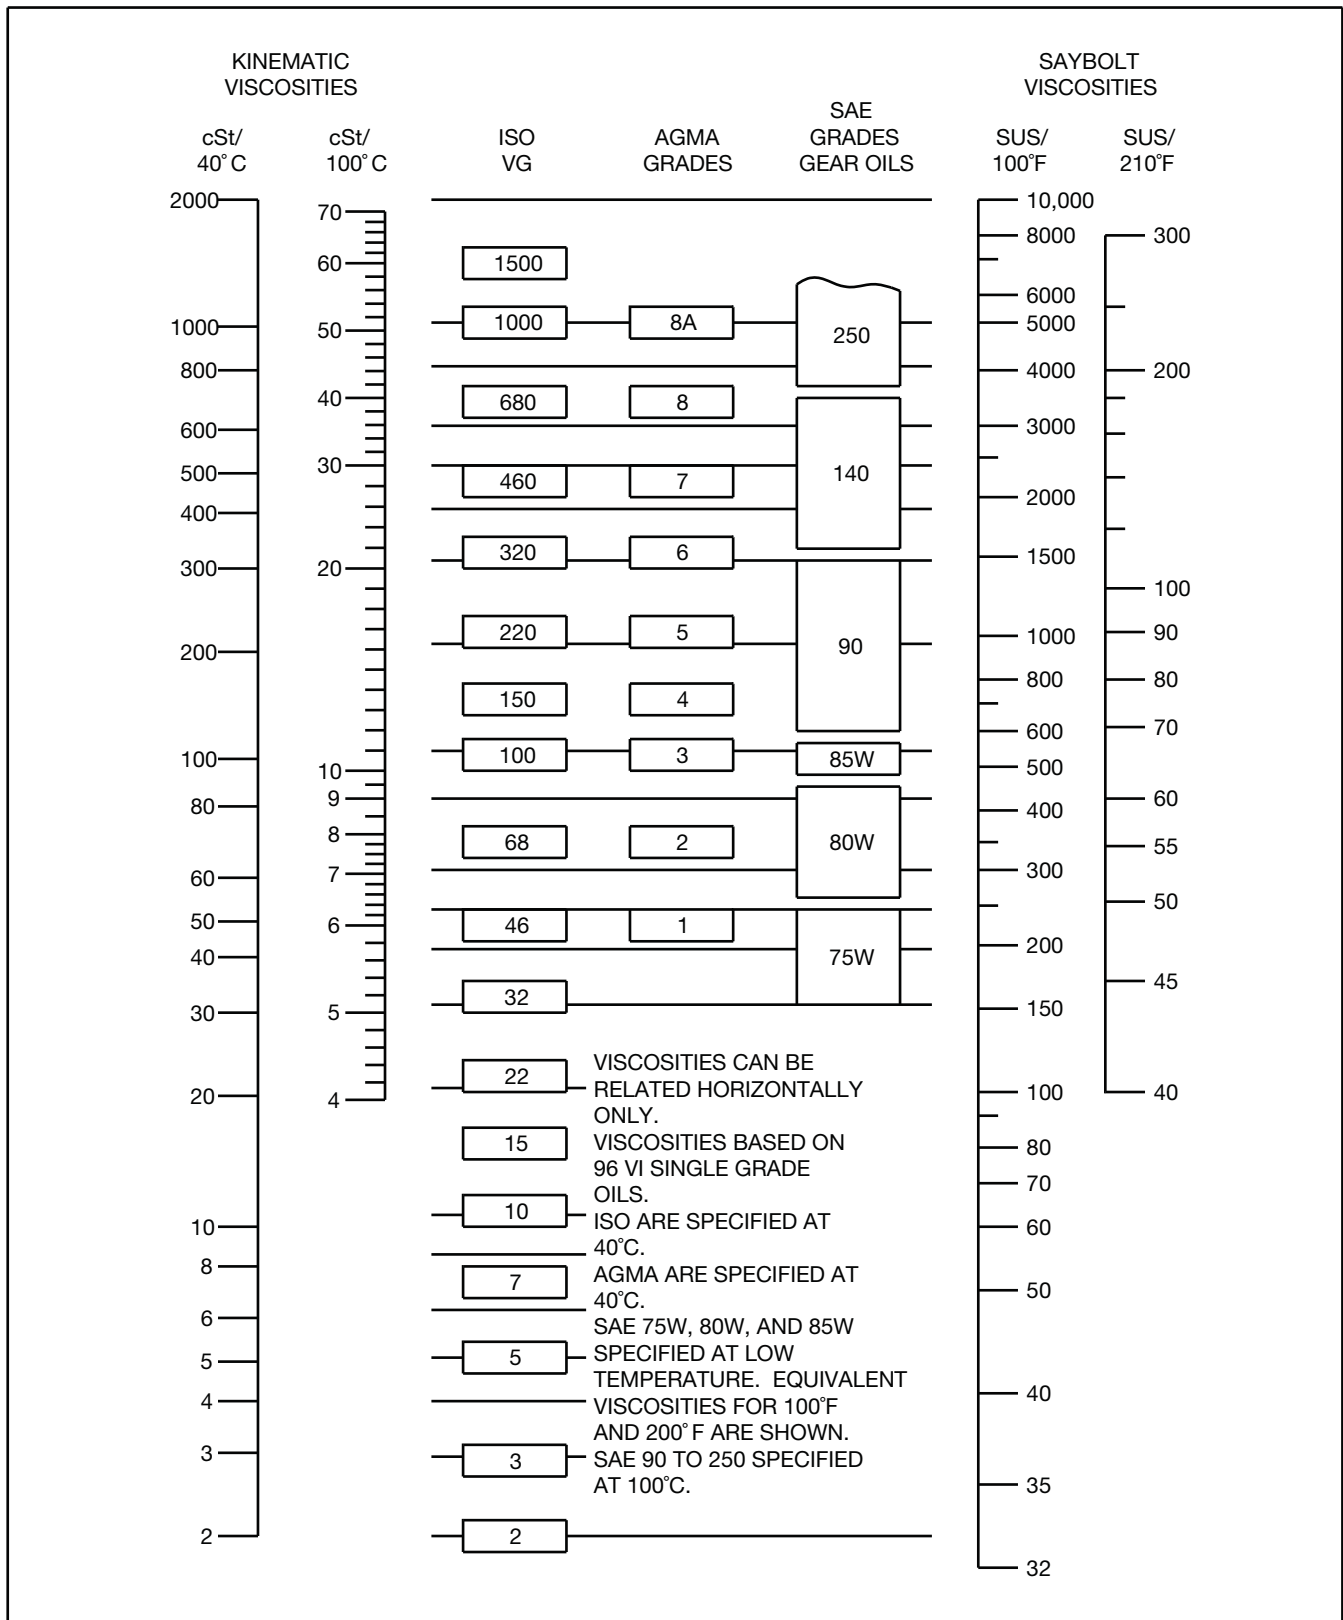 KINEMATIC
VISCOSITIES
SAYBOLT
VISCOSITIES
cSt/
40°C
cSt/
100°C
ISO
VG
AGMA
GRADES
SAE
GRADES
GEAR OILS
SUS/
100°F
SUS/
210°F
2000
1000
800
600
500
400
300
200
100
80
60
50
40
30
20
10
8
6
5
4
3
2
70
60
50
40
30
20
10
9
8
7
6
5
4
1500
1000
680
460
320
220
150
100
68
46
32
22
15
10
7
5
3
2
8A
8
7
6
5
4
3
2
1
250
140
90
85W
80W
75W
VISCOSITIES CAN BE
RELATED HORIZONTALLY
ONLY.
VISCOSITIES BASED ON
96 VI SINGLE GRADE
OILS.
ISO ARE SPECIFIED AT
40°C.
AGMA ARE SPECIFIED AT
40°C.
SAE 75W, 80W, AND 85W
SPECIFIED AT LOW
TEMPERATURE. EQUIVALENT
VISCOSITIES FOR 100°F
AND 200°F ARE SHOWN.
SAE 90 TO 250 SPECIFIED
AT 100°C.
10,000
8000
6000
5000
4000
3000
2000
1500
1000
800
600
500
400
300
200
150
100
80
70
60
50
40
35
32
300
200
100
90
80
70
60
55
50
45
40